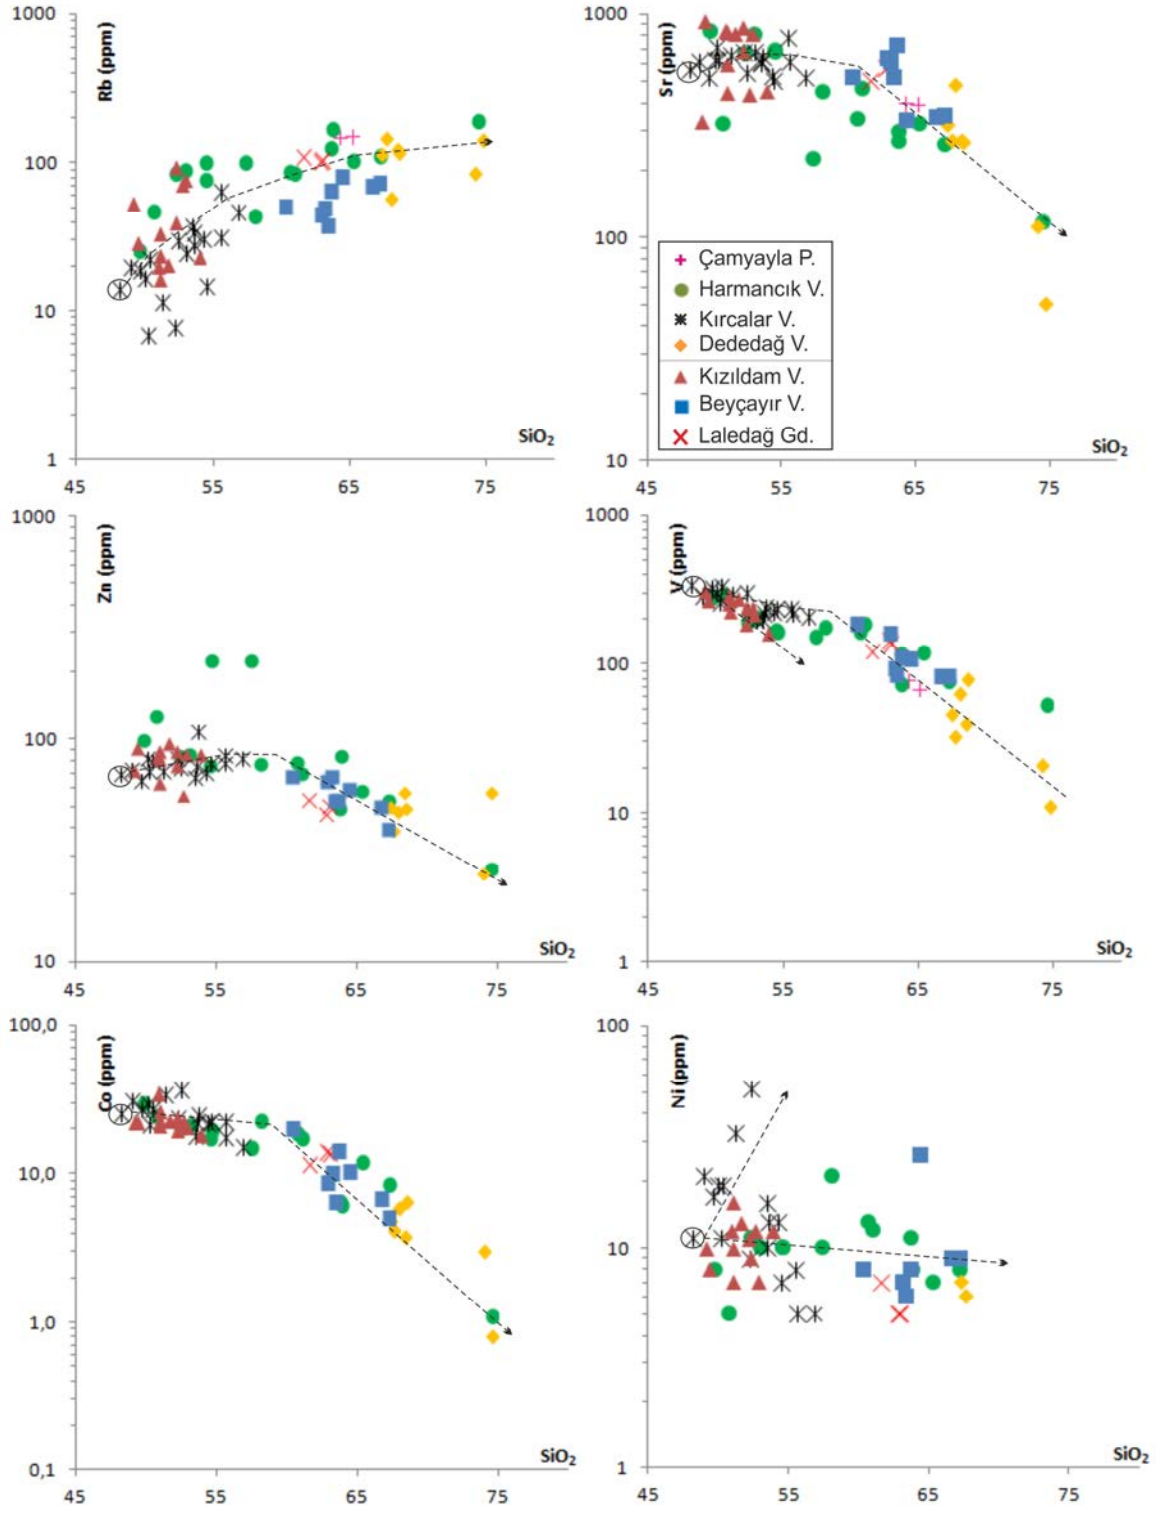 Rb (ppm)
1000
100
10
1
SiO₂
45 55 65 75
Sr (ppm)
1000
100
10
Çamyayla P.
Harmancık V.
Kırcalar V.
Dededağ V.
Kızıldam V.
Beyçayır V.
Laledağ Gd.
SiO₂
45 55 65 75
Zn (ppm)
1000
100
10
SiO₂
45 55 65 75
V (ppm)
1000
100
10
1
SiO₂
45 55 65 75
Co (ppm)
100,0
10,0
1,0
0,1
SiO₂
45 55 65 75
Ni (ppm)
100
10
1
SiO₂
45 55 65 75